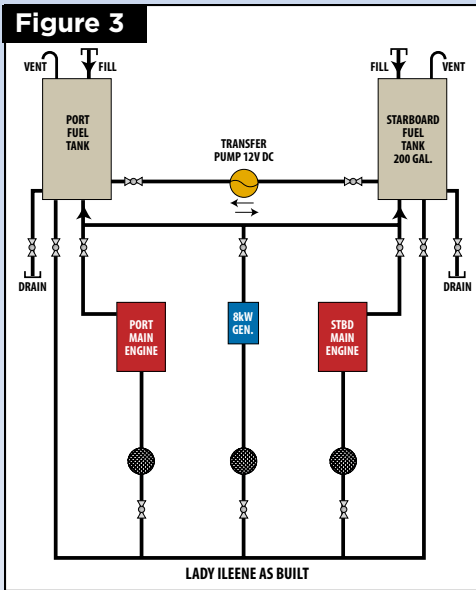 Figure 3
VENT
FILL
FILL
VENT
PORT
FUEL
TANK
STARBOARD
FUEL
TANK
200 GAL.
TRANSFER
PUMP 12V DC
DRAIN
DRAIN
PORT
MAIN
ENGINE
8kW
GEN.
STBD
MAIN
ENGINE
LADY ILEENE AS BUILT